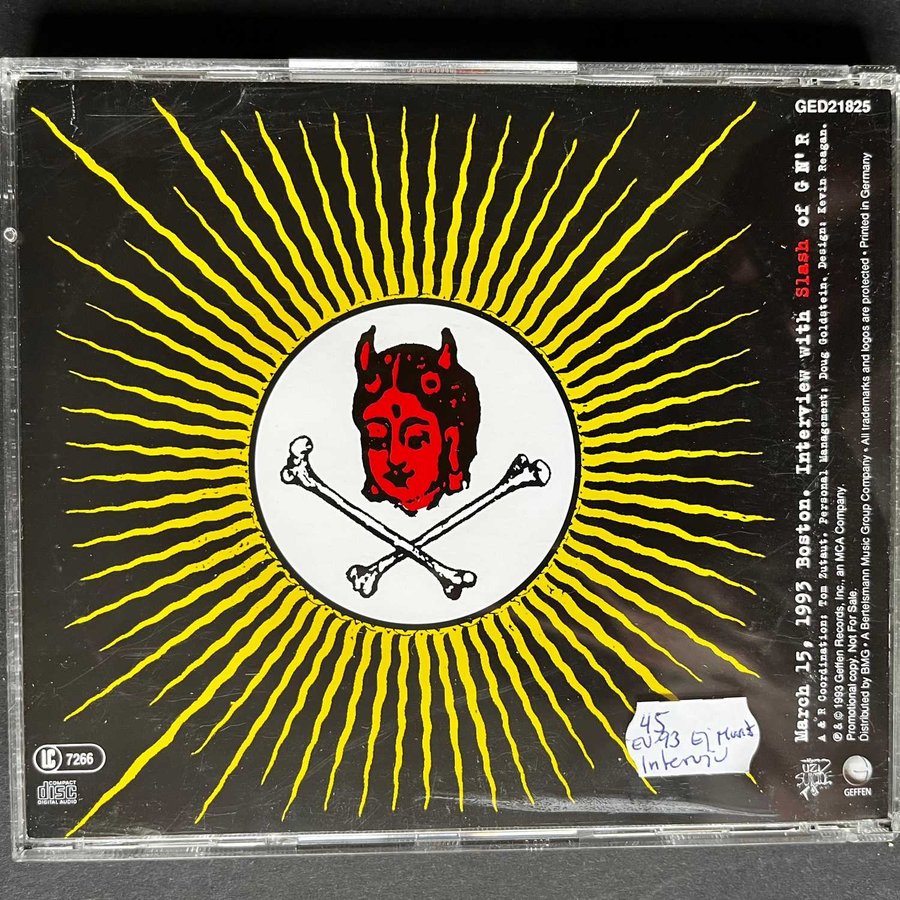 GED21825
March 15, 1993 Boston. Interview with Slash of G N' R
A & R Coordination: Tom Zutaut. Personal Management: Doug Goldstein. Design: Kevin Reagan.
℗ & © 1993 Geffen Records, Inc., an MCA Company.
Promotional copy. Not For Sale.
Distributed by BMG • A Bertelsmann Music Group Company • All trademarks and logos are protected • Printed in Germany
LC 7266
COMPACT
disc
DIGITAL AUDIO
45
EU-93 Ej Musik
Intervju
UZI
SUICIDE
GEFFEN